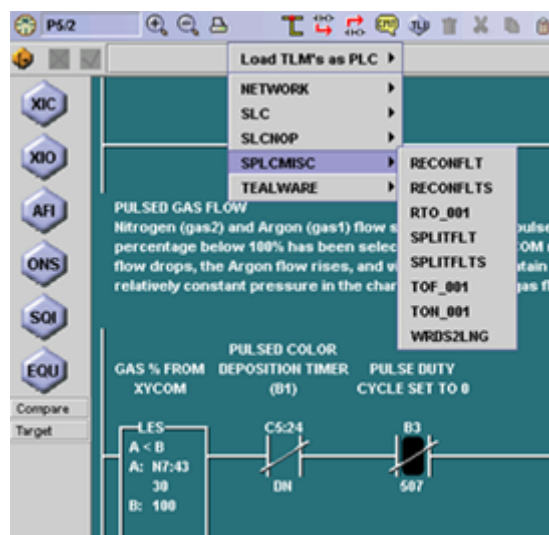 P5/2
CMT
TLB
Load TLM's as PLC
NETWORK
SLC
SLCNOP
SPLCMISC
TEALWARE
RECONFLT
RECONFLTS
RTO_001
SPLITFLT
SPLITFLTS
TOF_001
TON_001
WRDS2LNG
XIC
XIO
AFI
ONS
SQI
EQU
Compare
Target
PULSED GAS FLOW
Nitrogen (gas2) and Argon (gas1) flow
percentage below 100% has been selec
flow drops, the Argon flow rises, and
relatively constant pressure in the char
PULSED COLOR
GAS % FROM DEPOSITION TIMER PULSE DUTY
XYCOM (B1) CYCLE SET TO 0
LES C5:24 B3
A < B
A: N7:43
30 DN 507
B: 100